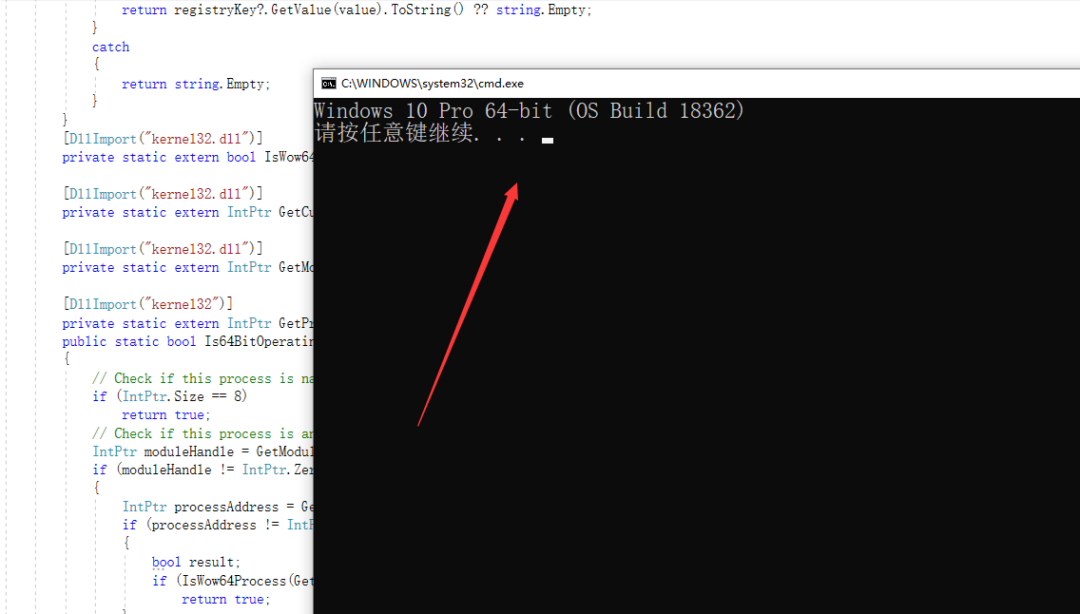 return registryKey?.GetValue(value).ToString() ?? string.Empty;
}
catch
{
return string.Empty;
}
}
[DllImport("kernel32.dll")]
private static extern bool IsWow64
[DllImport("kernel32.dll")]
private static extern IntPtr GetCu
[DllImport("kernel32.dll")]
private static extern IntPtr GetMo
[DllImport("kernel32")]
private static extern IntPtr GetPr
public static bool Is64BitOperatin
{
// Check if this process is na
if (IntPtr.Size == 8)
return true;
// Check if this process is an
IntPtr moduleHandle = GetModul
if (moduleHandle != IntPtr.Zer
{
IntPtr processAddress = Ge
if (processAddress != IntP
{
bool result;
if (IsWow64Process(Get
return true;
}
C:\WINDOWS\system32\cmd.exe
Windows 10 Pro 64-bit (OS Build 18362)
请按任意键继续. . .